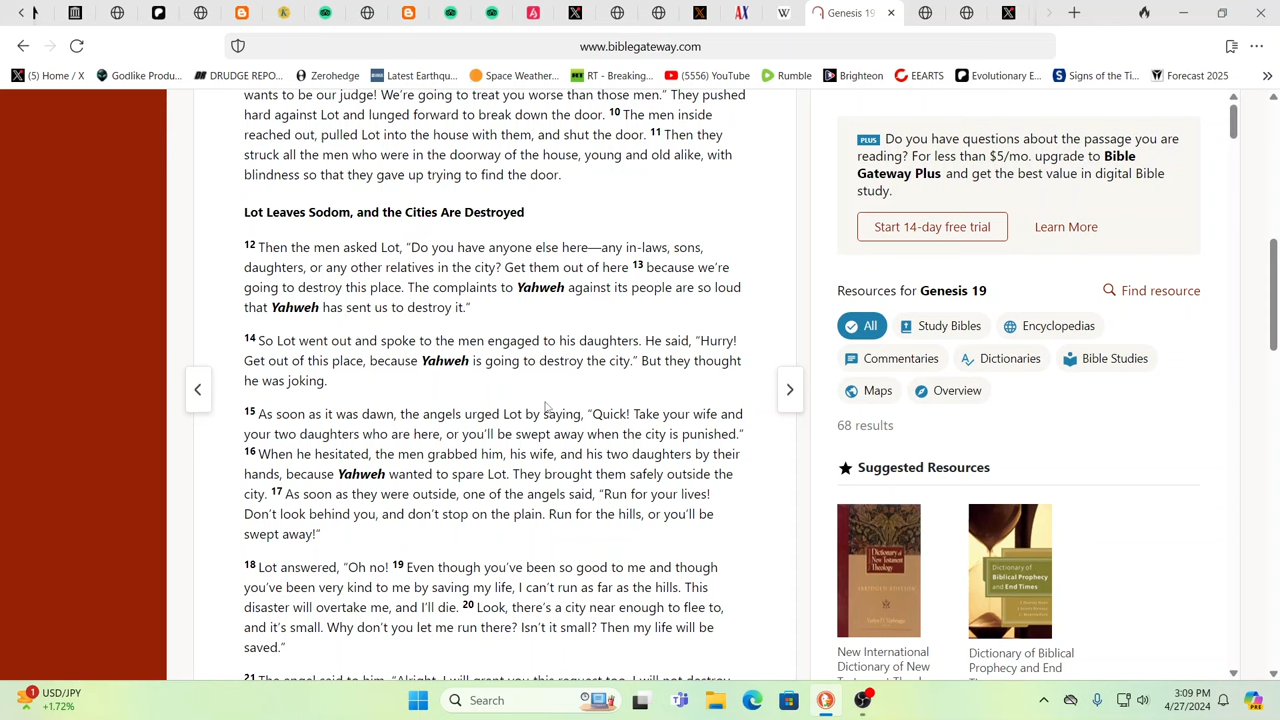 Genesis 19
www.biblegateway.com
(5) Home / X
Godlike Produ...
DRUDGE REPO...
Zerohedge
Latest Earthqu...
Space Weather...
RT - Breaking...
(5556) YouTube
Rumble
Brighteon
EEARTS
Evolutionary E...
Signs of the Ti...
Forecast 2025
wants to be our judge! We're going to treat you worse than those men.” They pushed
hard against Lot and lunged forward to break down the door. 10 The men inside
reached out, pulled Lot into the house with them, and shut the door. 11 Then they
struck all the men who were in the doorway of the house, young and old alike, with
blindness so that they gave up trying to find the door.
Lot Leaves Sodom, and the Cities Are Destroyed
12 Then the men asked Lot, “Do you have anyone else here—any in-laws, sons,
daughters, or any other relatives in the city? Get them out of here 13 because we're
going to destroy this place. The complaints to Yahweh against its people are so loud
that Yahweh has sent us to destroy it.”
14 So Lot went out and spoke to the men engaged to his daughters. He said, “Hurry!
Get out of this place, because Yahweh is going to destroy the city.” But they thought
he was joking.
15 As soon as it was dawn, the angels urged Lot by saying, “Quick! Take your wife and
your two daughters who are here, or you'll be swept away when the city is punished.”
16 When he hesitated, the men grabbed him, his wife, and his two daughters by their
hands, because Yahweh wanted to spare Lot. They brought them safely outside the
city. 17 As soon as they were outside, one of the angels said, “Run for your lives!
Don't look behind you, and don't stop on the plain. Run for the hills, or you'll be
swept away!”
18 Lot answered, “Oh no! 19 Even though you've been so good to me and though
you've been very kind to me by saving my life, I can't run as far as the hills. This
disaster will overtake me, and I'll die. 20 Look, there's a city near enough to flee to,
and it's small. Why don't you let me run there? Isn't it small? Then my life will be
saved.”
21 The angel said to him, “Alright, I will grant you this request too. I will not destroy
PLUS Do you have questions about the passage you are
reading? For less than $5/mo. upgrade to Bible
Gateway Plus and get the best value in digital Bible
study.
Start 14-day free trial
Learn More
Resources for Genesis 19
Find resource
All
Study Bibles
Encyclopedias
Commentaries
Dictionaries
Bible Studies
Maps
Overview
68 results
Suggested Resources
New International
Dictionary of New
Dictionary of Biblical
Prophecy and End
1
USD/JPY
+1.72%
Search
3:09 PM
4/27/2024